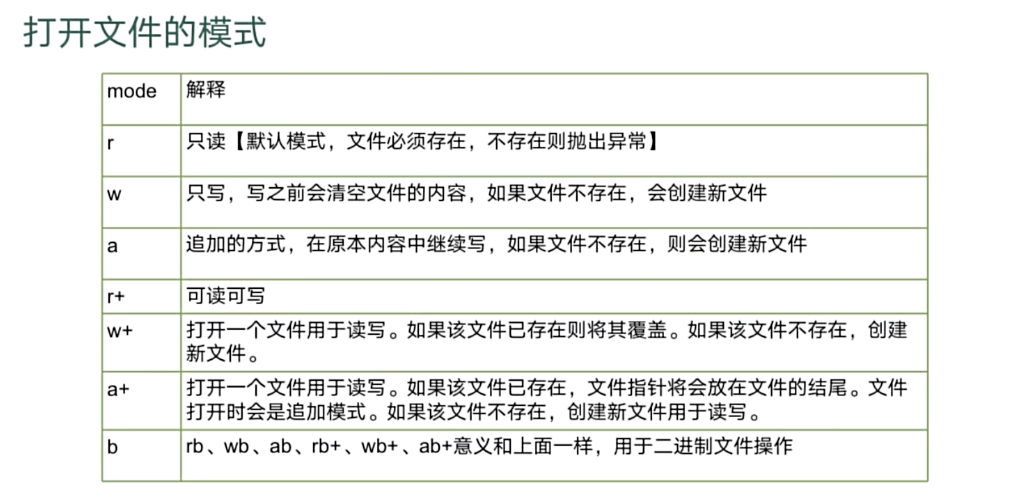 打开文件的模式
mode 解释
r 只读【默认模式，文件必须存在，不存在则抛出异常】
w 只写，写之前会清空文件的内容，如果文件不存在，会创建新文件
a 追加的方式，在原本内容中继续写，如果文件不存在，则会创建新文件
r+ 可读可写
w+ 打开一个文件用于读写。如果该文件已存在则将其覆盖。如果该文件不存在，创建
新文件。
a+ 打开一个文件用于读写。如果该文件已存在，文件指针将会放在文件的结尾。文件
打开时会是追加模式。如果该文件不存在，创建新文件用于读写。
b rb、wb、ab、rb+、wb+、ab+意义和上面一样，用于二进制文件操作